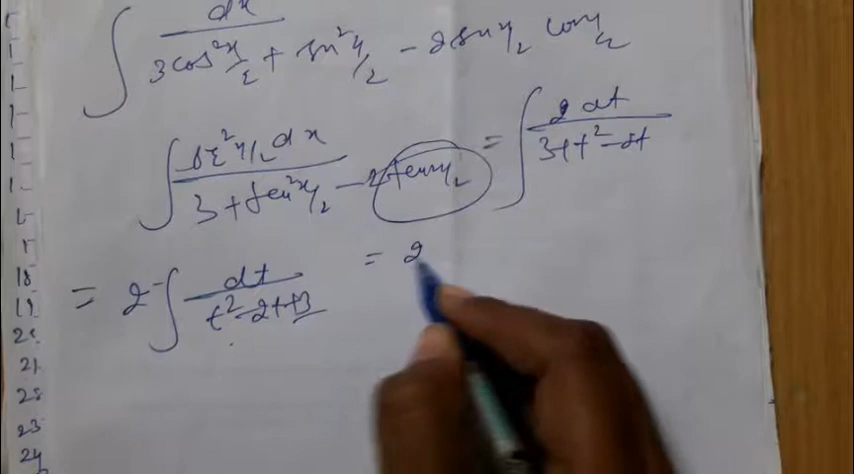 ∫ dx / 3cos²x/2 + sin²x/2 - 2sinx/2 cosx/2
∫ sec²x/2 dx / 3 + tan²x/2 - 2tanx/2 = ∫ 2dt / 3+t²-2t
= 2 ∫ dt / t²-2t+3 = 2
18
19
20
21
22
23
24